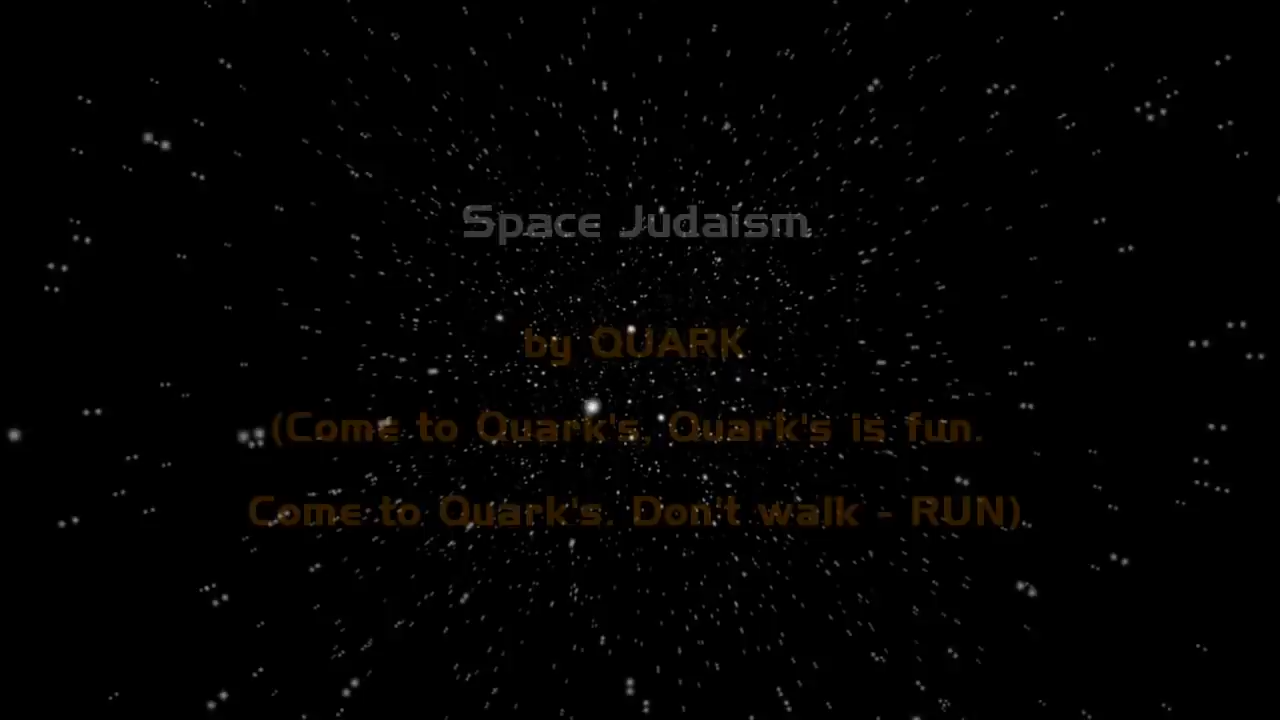 Space Judaism
by QUARK
(Come to Quark's, Quark's is fun.
Come to Quark's. Don't walk - RUN)